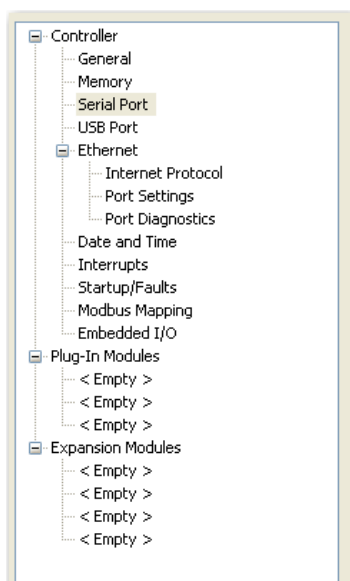 Controller
General
Memory
Serial Port
USB Port
Ethernet
Internet Protocol
Port Settings
Port Diagnostics
Date and Time
Interrupts
Startup/Faults
Modbus Mapping
Embedded I/O
Plug-In Modules
< Empty >
< Empty >
< Empty >
Expansion Modules
< Empty >
< Empty >
< Empty >
< Empty >